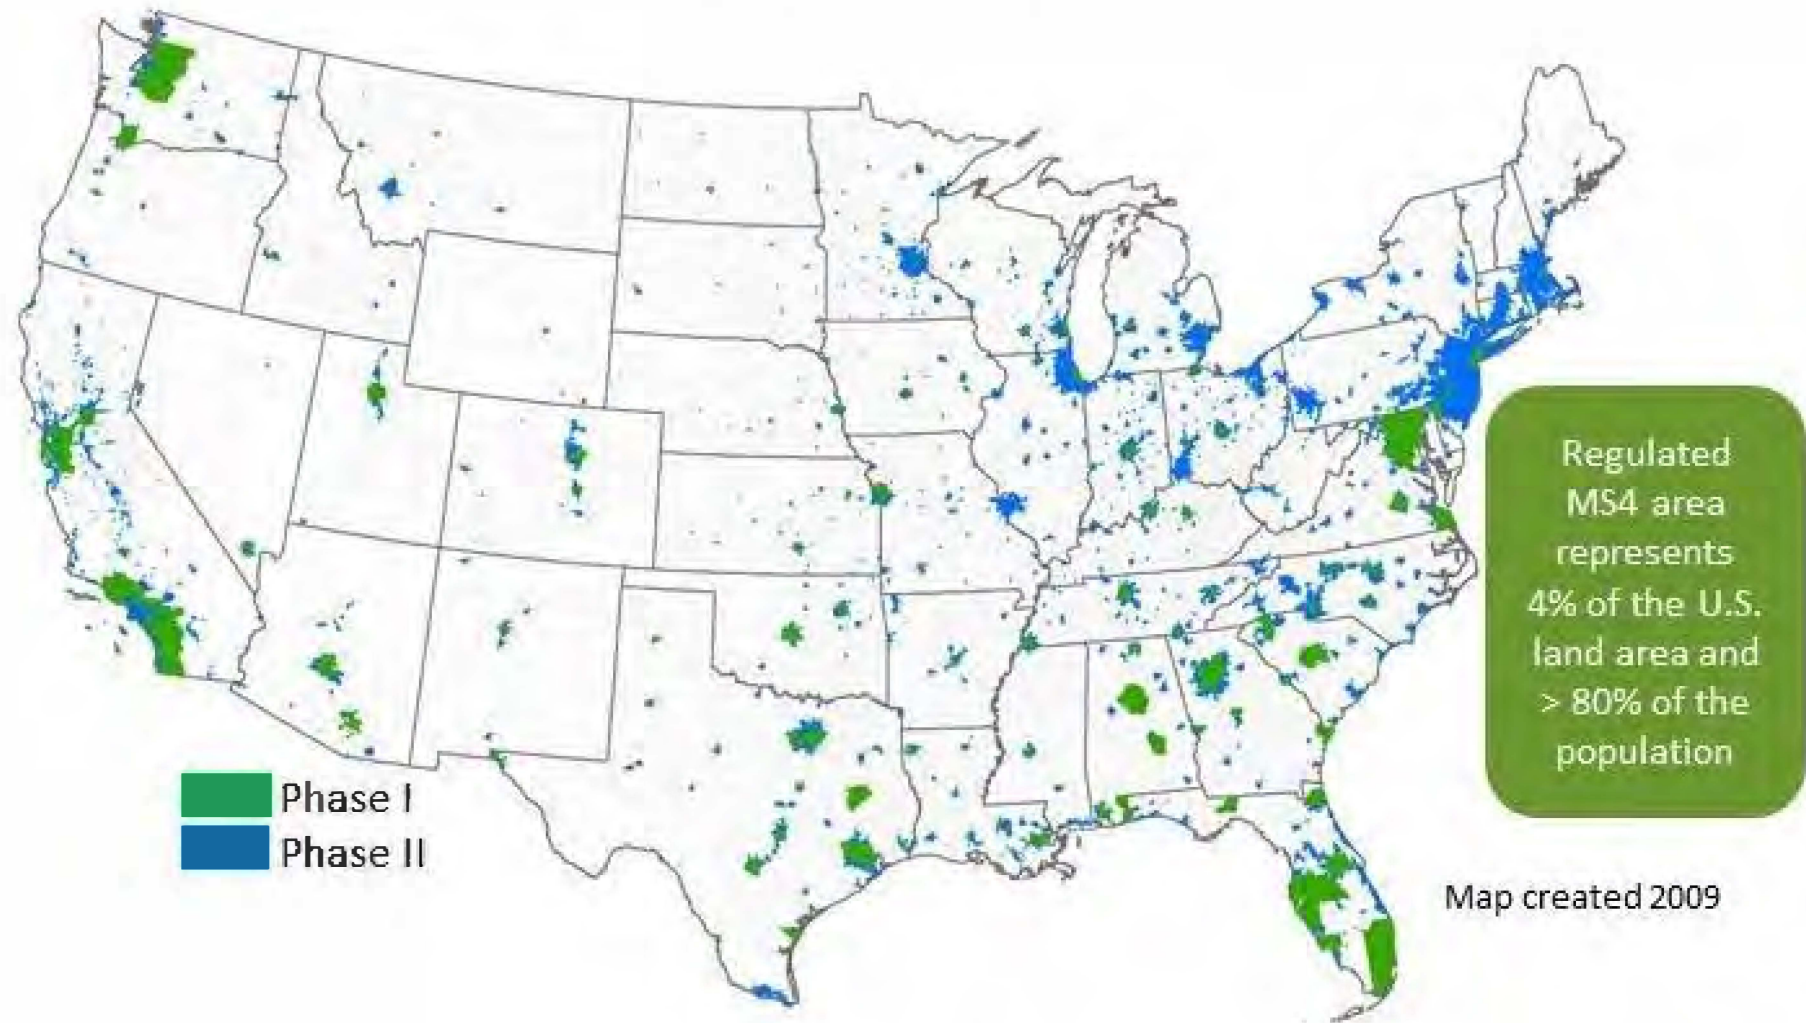 Regulated
MS4 area
represents
4% of the U.S.
land area and
> 80% of the
population
Phase I
Phase II
Map created 2009